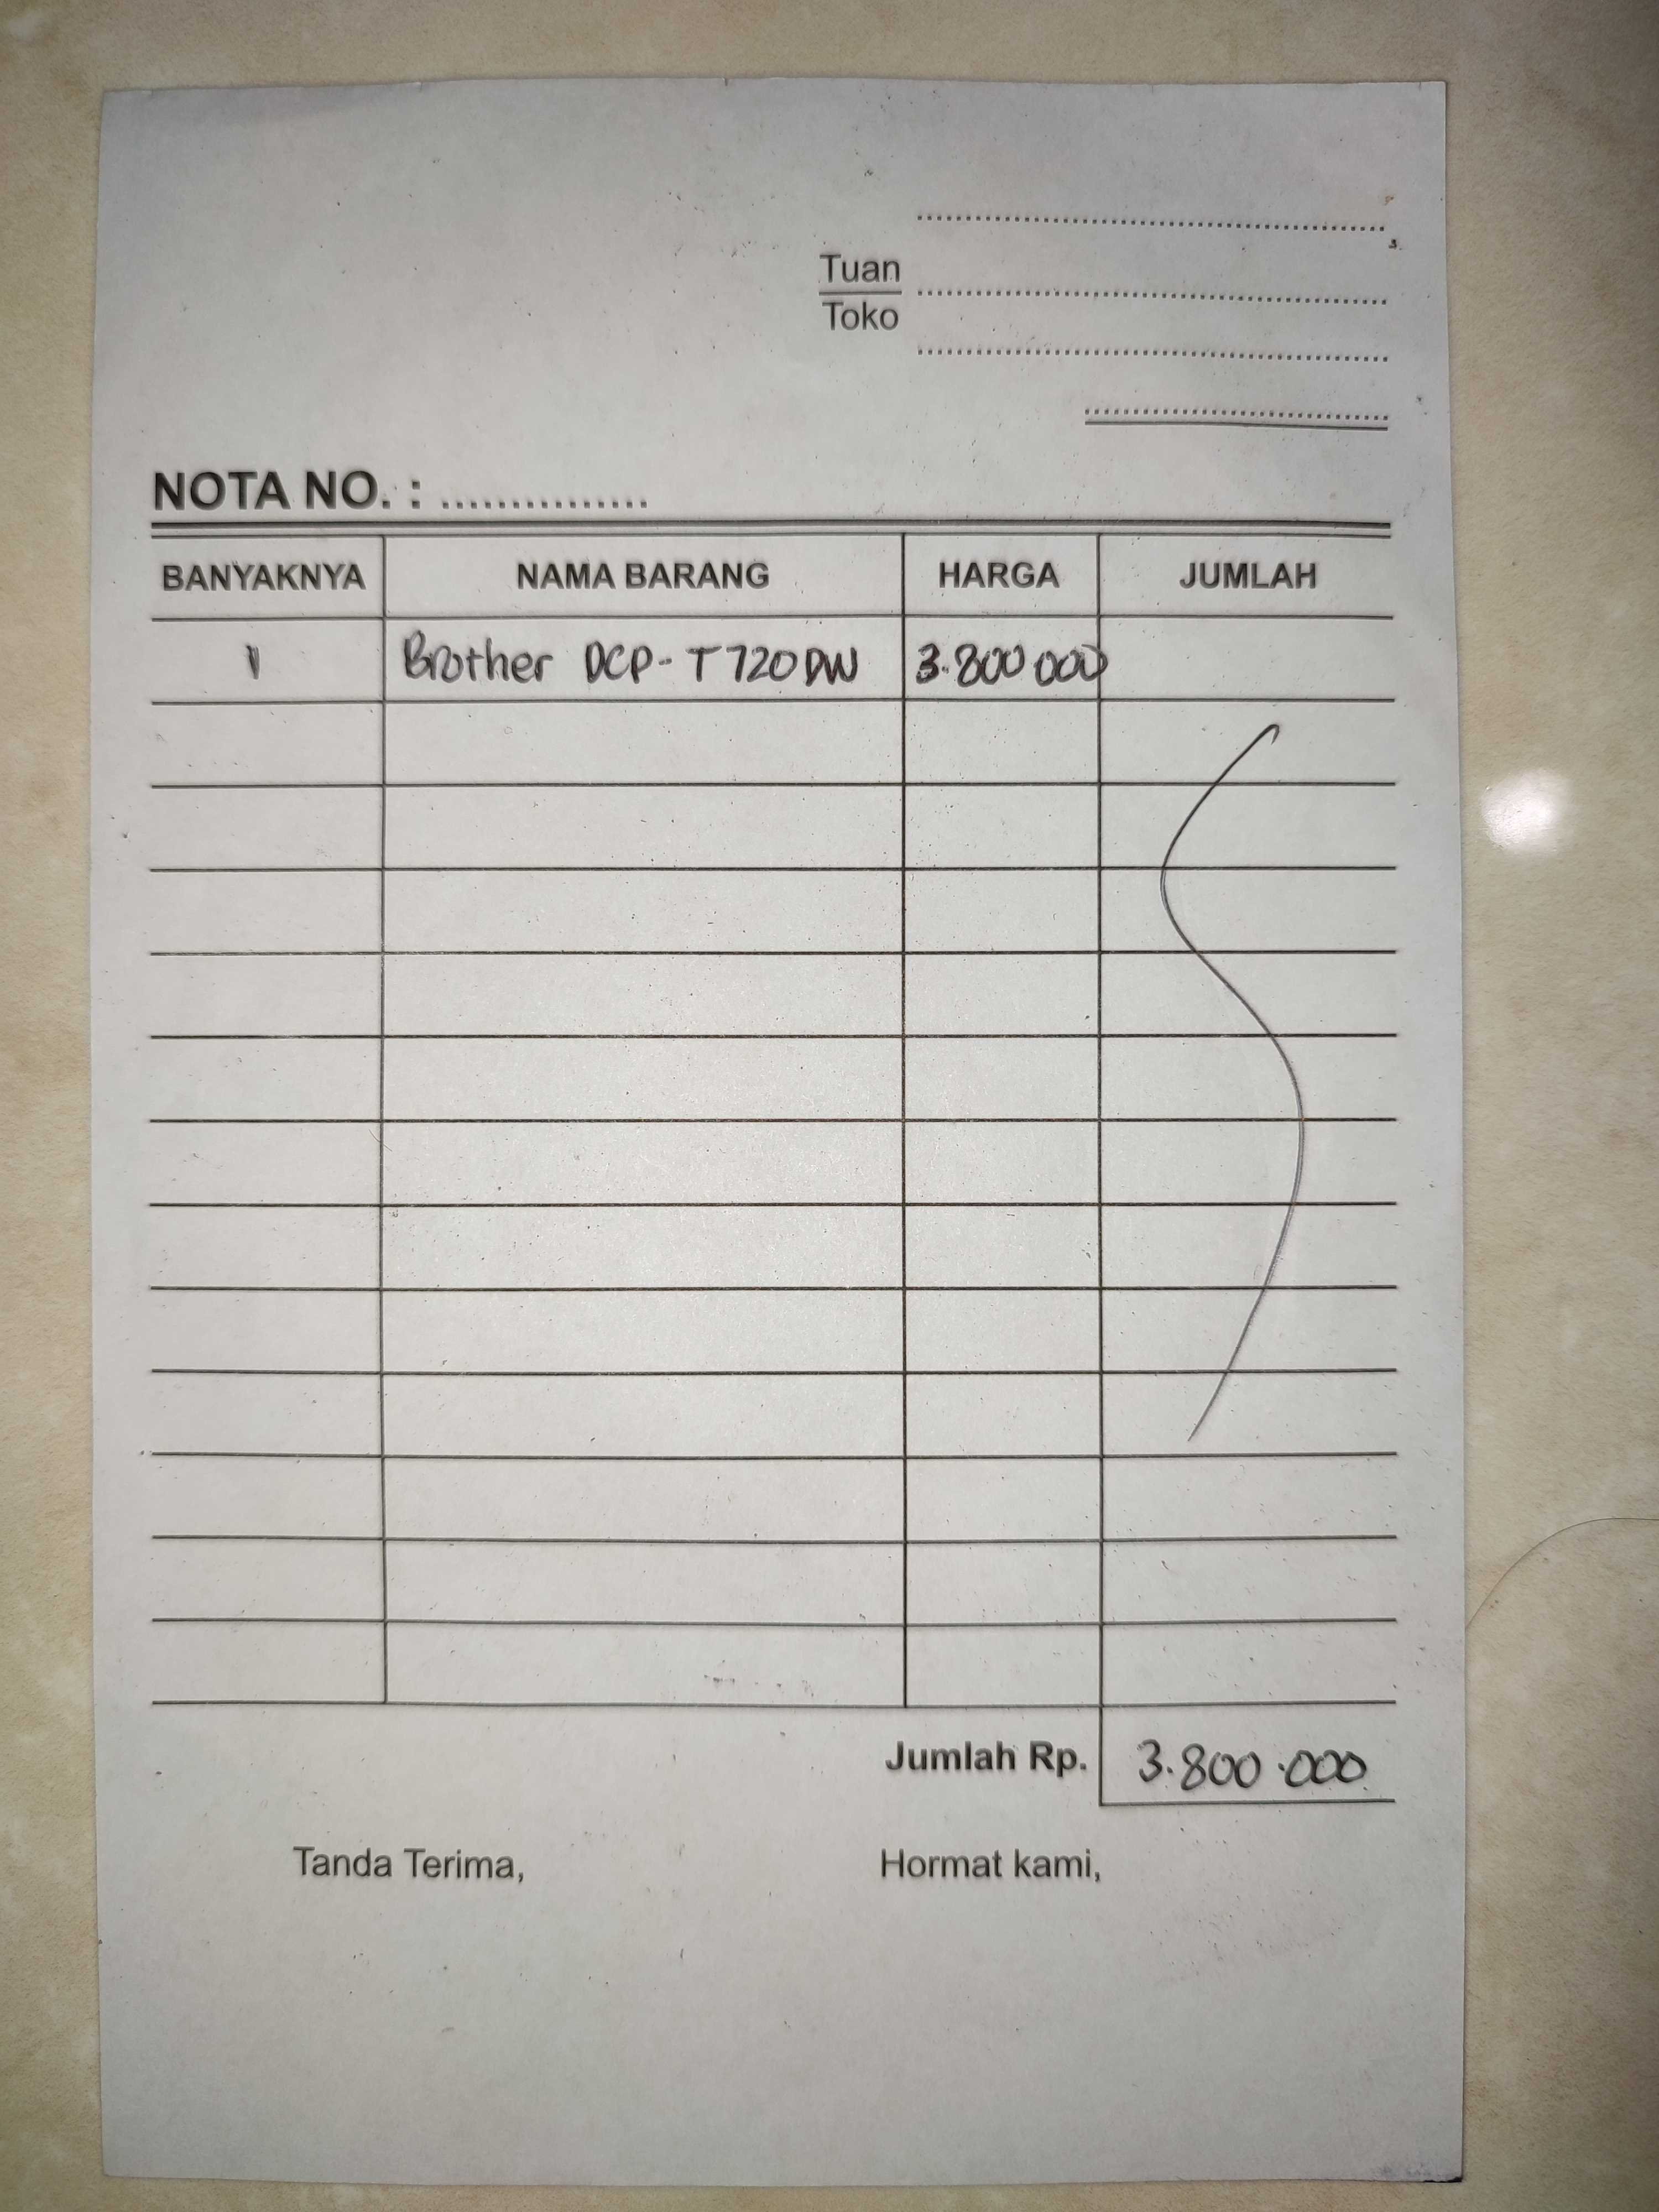 Tuan
Toko
NOTA NO. : ...............
BANYAKNYA NAMA BARANG HARGA JUMLAH
1 Brother DCP-T720DW 3.800 000
Jumlah Rp. 3.800.000
Tanda Terima, Hormat kami,